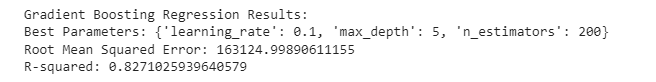 Gradient Boosting Regression Results:
Best Parameters: {'learning_rate': 0.1, 'max_depth': 5, 'n_estimators': 200}
Root Mean Squared Error: 163124.99890611155
R-squared: 0.8271025939640579